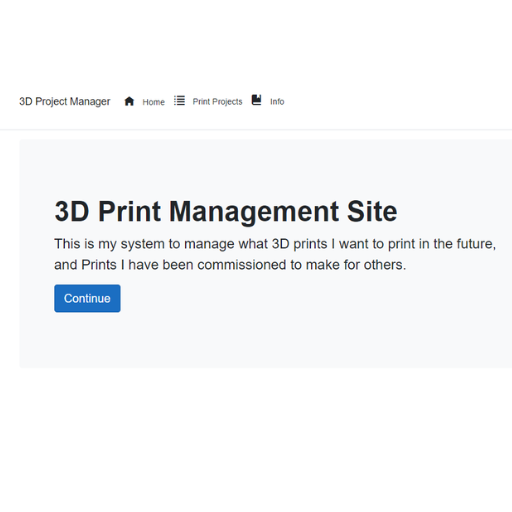 3D Project Manager Home Print Projects Info
3D Print Management Site
This is my system to manage what 3D prints I want to print in the future,
and Prints I have been commissioned to make for others.
Continue